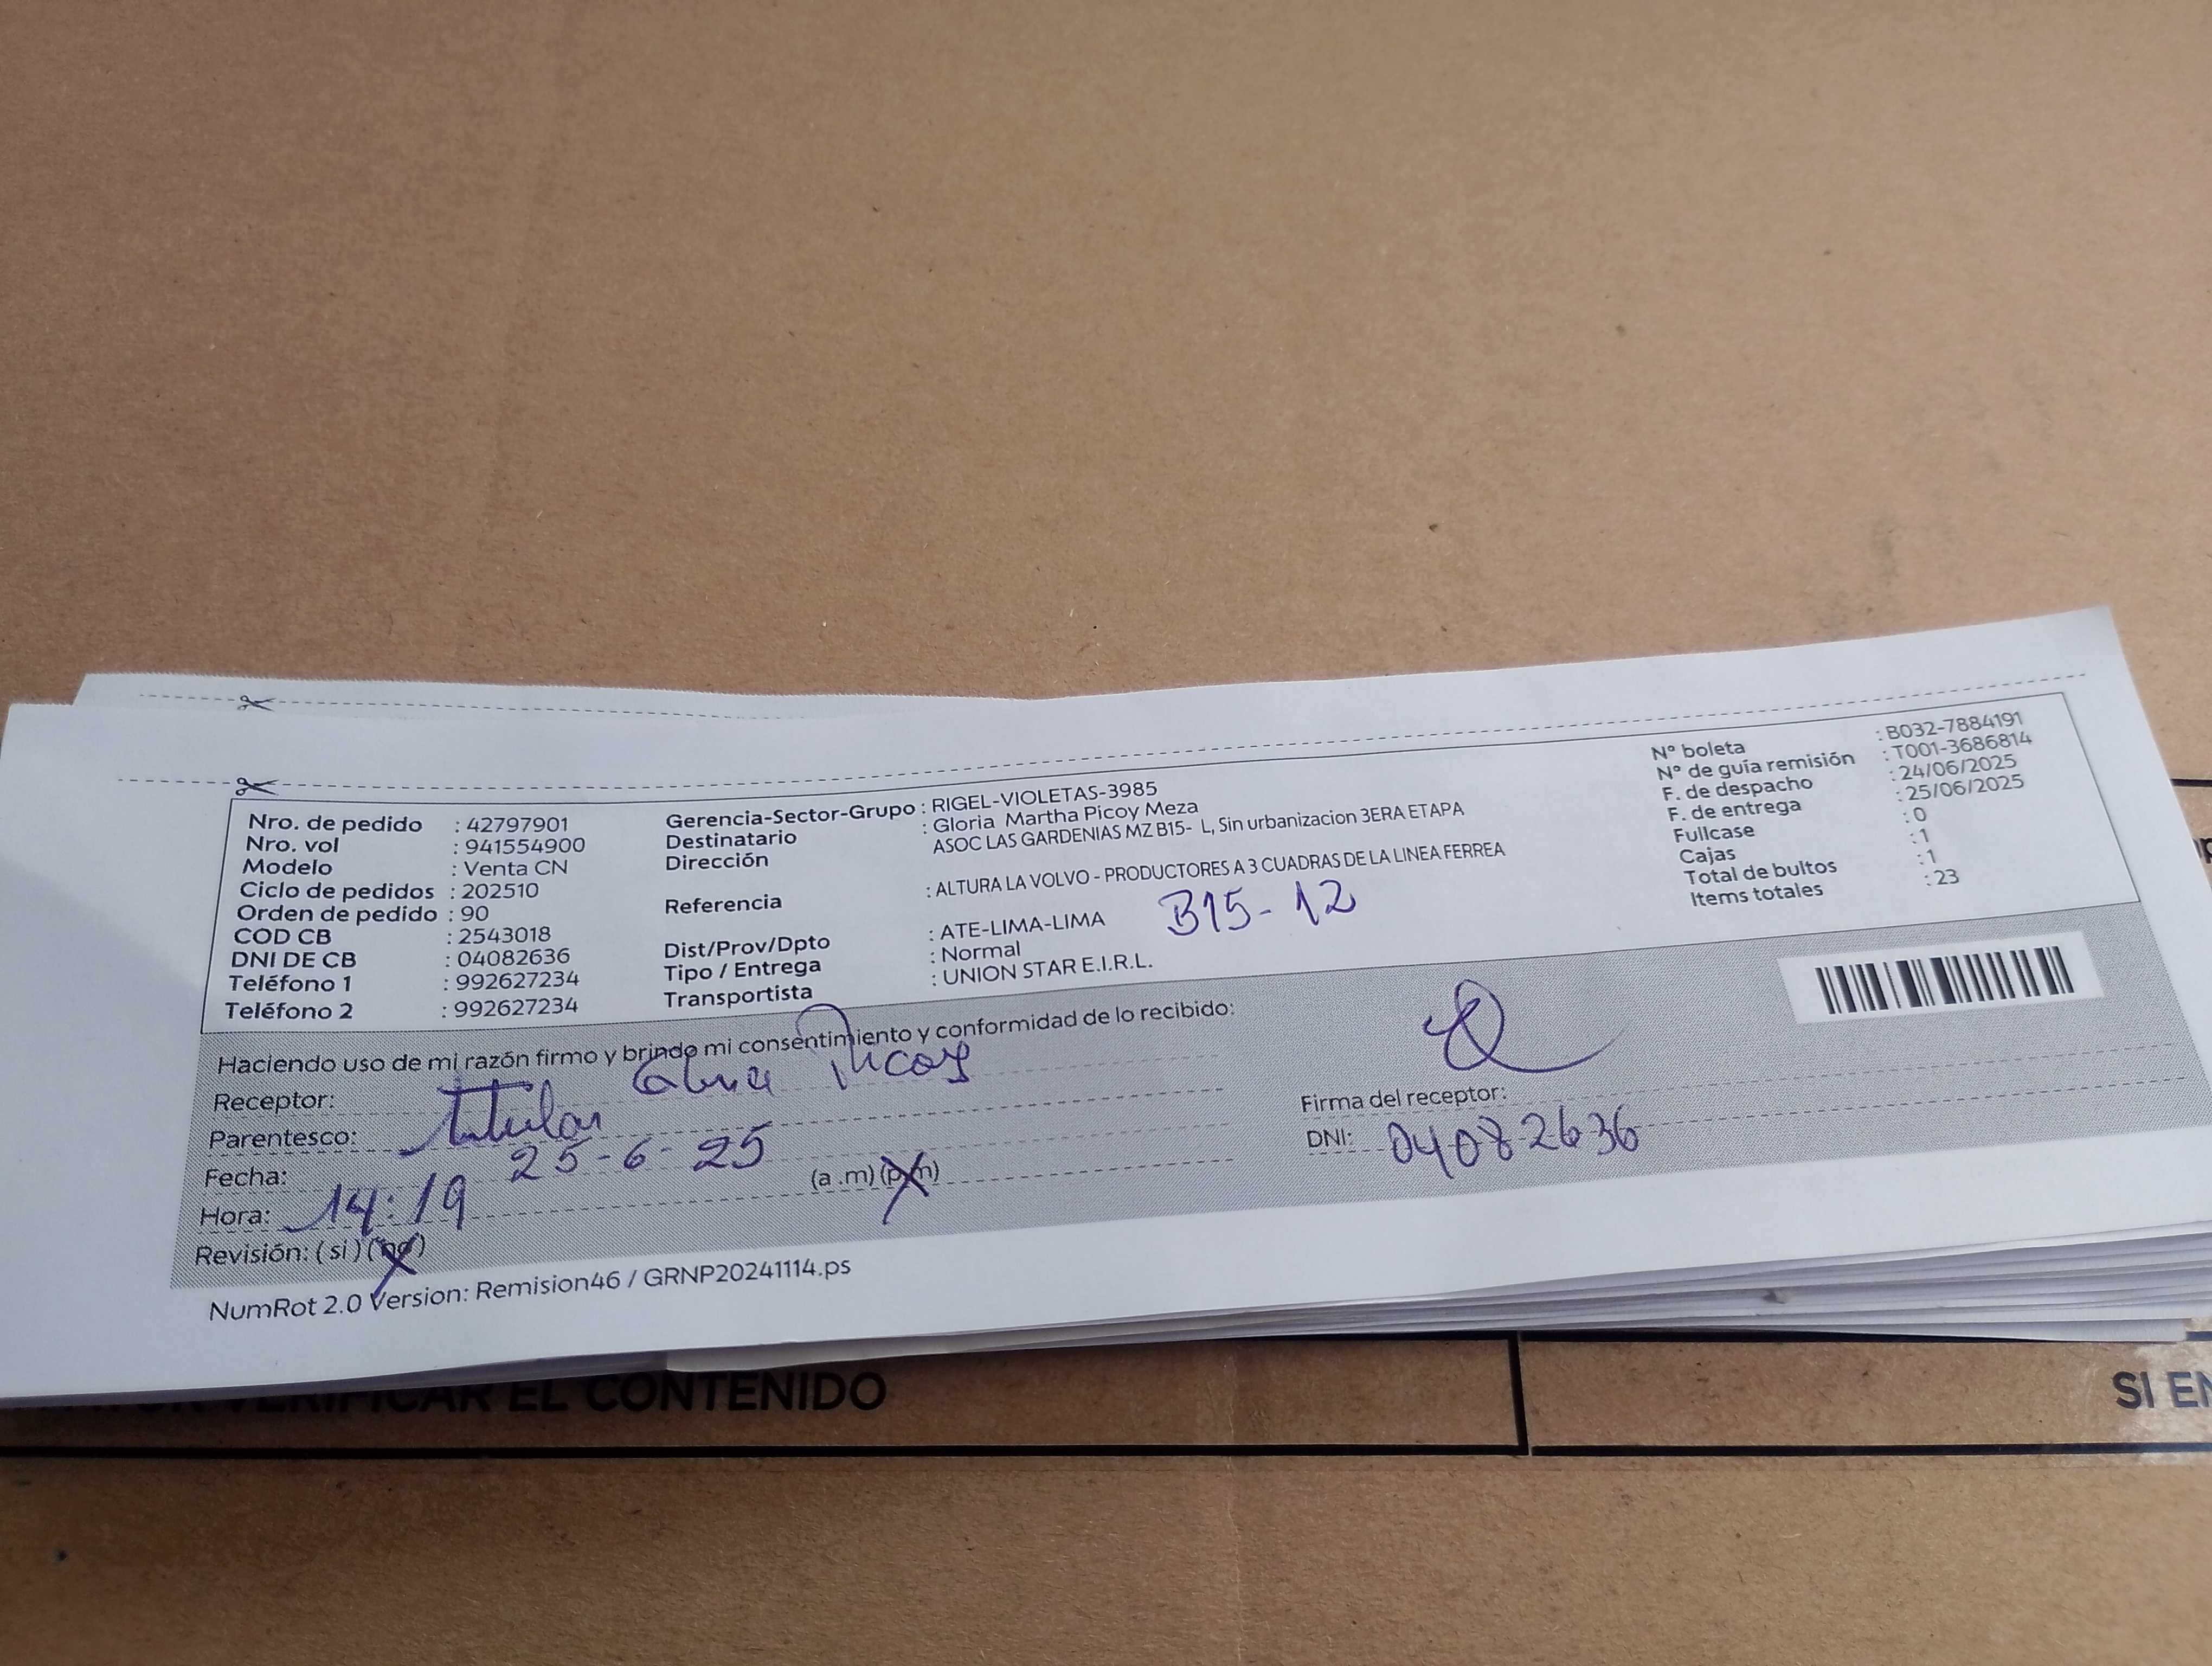 Nro. de pedido : 42797901
Nro. vol : 941554900
Modelo : Venta CN
Ciclo de pedidos : 202510
Orden de pedido : 90
COD CB : 2543018
DNI DE CB : 04082636
Teléfono 1 : 992627234
Teléfono 2 : 992627234
Gerencia-Sector-Grupo : RIGEL-VIOLETAS-3985
Destinatario : Gloria Martha Picoy Meza
Dirección ASOC LAS GARDENIAS MZ B15- L, Sin urbanizacion 3ERA ETAPA
Referencia : ALTURA LA VOLVO - PRODUCTORES A 3 CUADRAS DE LA LINEA FERREA
Dist/Prov/Dpto : ATE-LIMA-LIMA B15-12
Tipo / Entrega : Normal
Transportista : UNION STAR E.I.R.L.
N° boleta : B032-7884191
N° de guía remisión : T001-3686814
F. de despacho : 24/06/2025
F. de entrega : 25/06/2025
Fullcase : 0
Cajas : 1
Total de bultos : 1
Items totales : 23
Haciendo uso de mi razón firmo y brindo mi consentimiento y conformidad de lo recibido:
Receptor: Picoy
Parentesco: Titular
Fecha: 25-6-25
Hora: 14:19 (a.m) (p.m)
Revisión: (si) (no)
Firma del receptor:
DNI: 04082636
NumRot 2.0 Version: Remision46 / GRNP20241114.ps
VERIFICAR EL CONTENIDO
SI EN